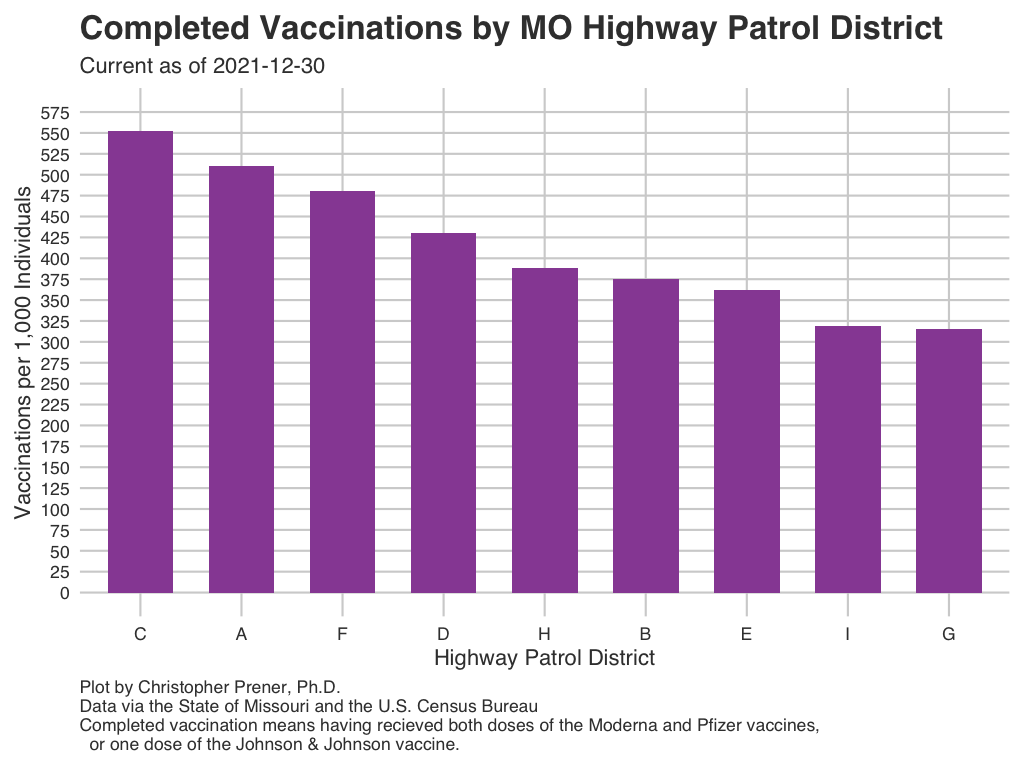 Completed Vaccinations by MO Highway Patrol District
Current as of 2021-12-30
Vaccinations per 1,000 Individuals
575
550
525
500
475
450
425
400
375
350
325
300
275
250
225
200
175
150
125
100
75
50
25
0
C A F D H B E I G
Highway Patrol District
Plot by Christopher Prener, Ph.D.
Data via the State of Missouri and the U.S. Census Bureau
Completed vaccination means having recieved both doses of the Moderna and Pfizer vaccines,
or one dose of the Johnson & Johnson vaccine.